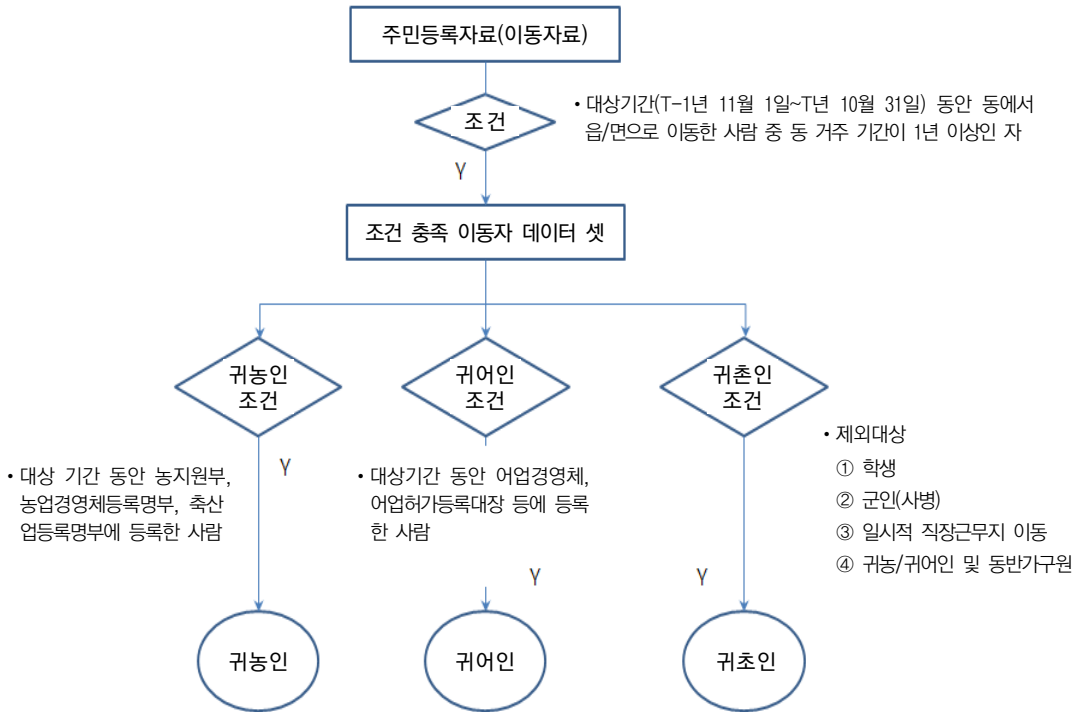 주민등록자료(이동자료)
조건
• 대상기간(T-1년 11월 1일~T년 10월 31일) 동안 동에서
읍/면으로 이동한 사람 중 동 거주 기간이 1년 이상인 자
Y
조건 충족 이동자 데이터 셋
귀농인
조건
귀어인
조건
귀촌인
조건
Y
• 대상 기간 동안 농지원부,
농업경영체등록명부, 축산
업등록명부에 등록한 사람
• 대상기간 동안 어업경영체,
어업허가등록대장 등에 등록
한 사람
• 제외대상
① 학생
② 군인(사병)
③ 일시적 직장근무지 이동
④ 귀농/귀어인 및 동반가구원
Y
Y
귀농인
귀어인
귀초인